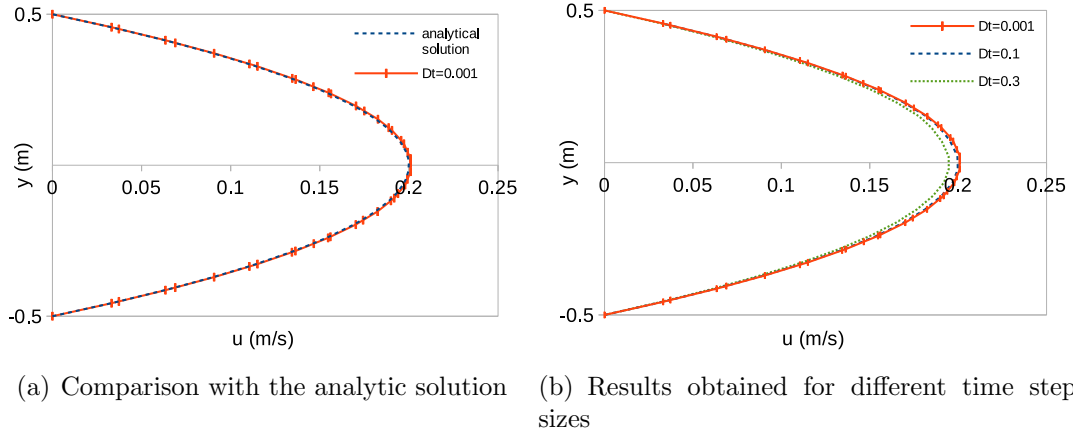 0.5
analytical
solution
Dt=0.001
y (m)
0
0.05
0.1
0.15
0.2
0.25
-0.5
u (m/s)
(a) Comparison with the analytic solution
0.5
Dt=0.001
Dt=0.1
Dt=0.3
y (m)
0
0.05
0.1
0.15
0.2
0.25
-0.5
u (m/s)
(b) Results obtained for different time step
sizes